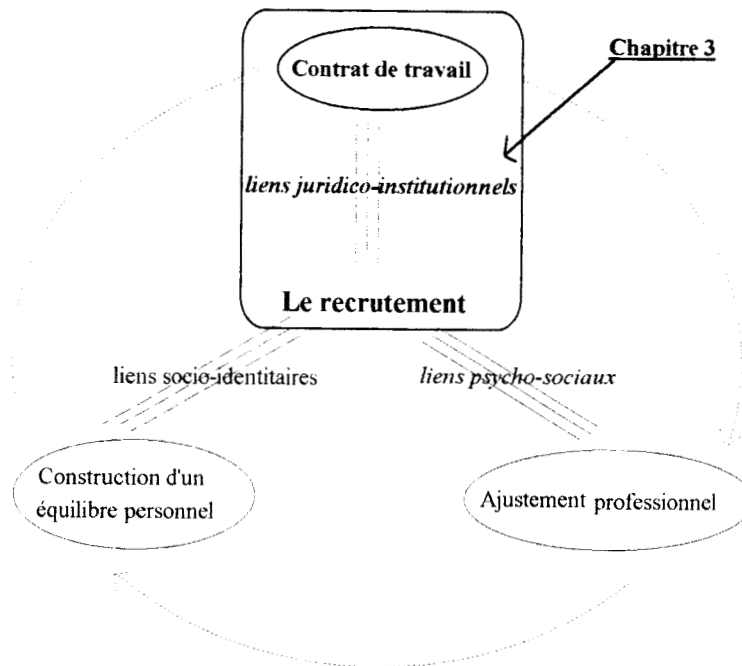 Chapitre 3
Contrat de travail
liens juridico-institutionnels
Le recrutement
liens socio-identitaires
liens psycho-sociaux
Construction d'un
équilibre personnel
Ajustement professionnel